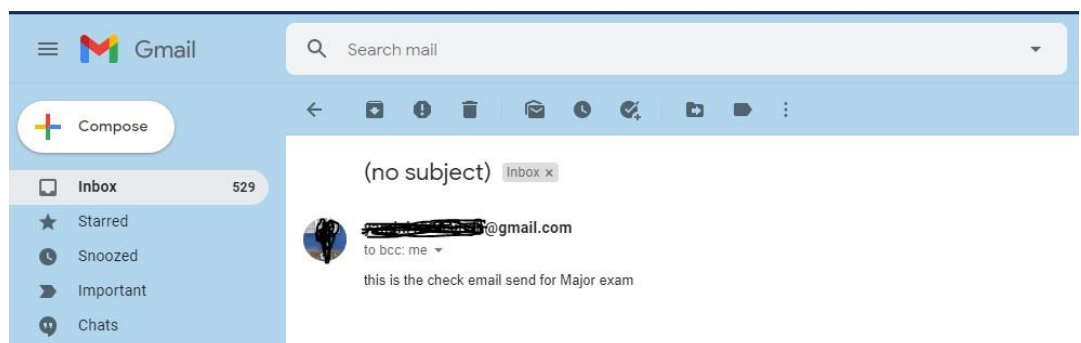 Gmail
Search mail
Compose
(no subject) Inbox x
Inbox 529
@gmail.com
Starred
to bcc: me
Snoozed
this is the check email send for Major exam
Important
Chats